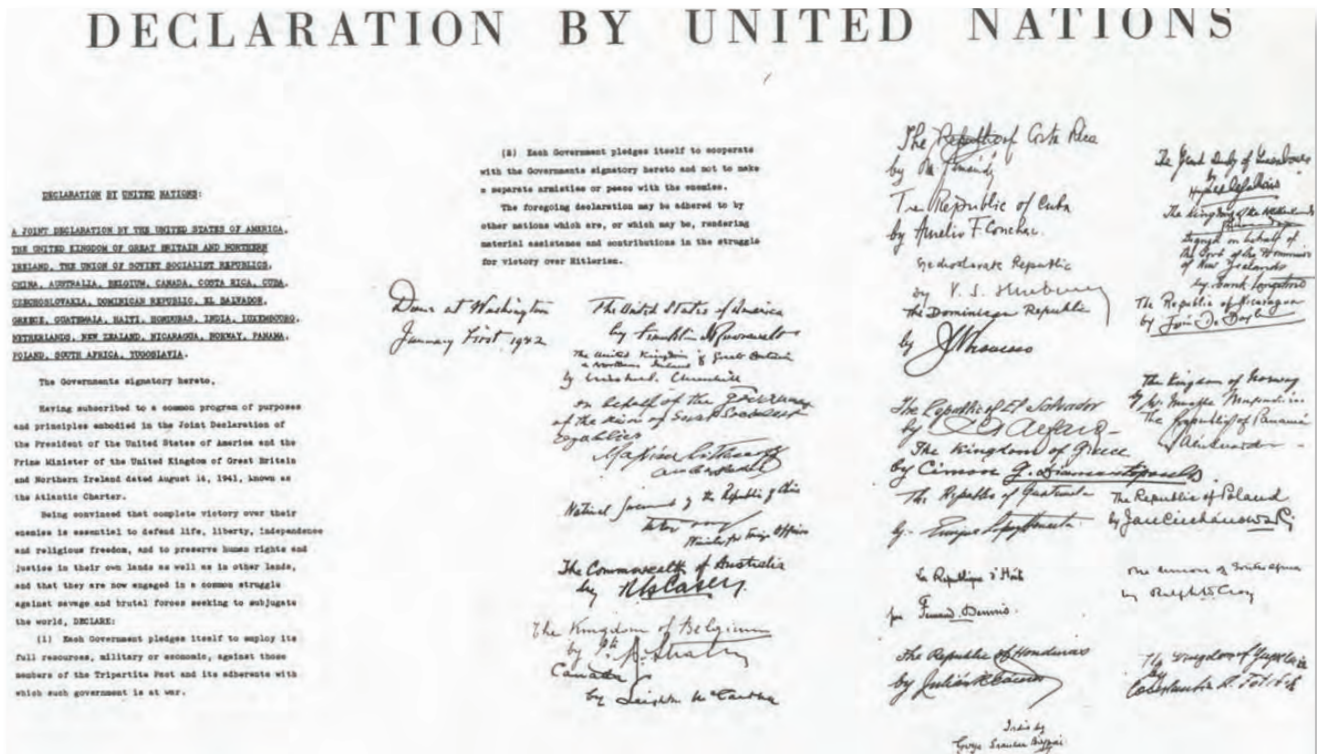 DECLARATION BY UNITED NATIONS
DECLARATION BY UNITED NATIONS:
A JOINT DECLARATION BY THE UNITED STATES OF AMERICA,
THE UNITED KINGDOM OF GREAT BRITAIN AND NORTHERN
IRELAND, THE UNION OF SOVIET SOCIALIST REPUBLICS,
CHINA, AUSTRALIA, BELGIUM, CANADA, COSTA RICA, CUBA,
CZECHOSLOVAKIA, DOMINICAN REPUBLIC, EL SALVADOR,
GREECE, GUATEMALA, HAITI, HONDURAS, INDIA, LUXEMBOURG,
NETHERLANDS, NEW ZEALAND, NICARAGUA, NORWAY, PANAMA,
POLAND, SOUTH AFRICA, YUGOSLAVIA.
The Governments signatory hereto,
Having subscribed to a common program of purposes
and principles embodied in the Joint Declaration of
the President of the United States of America and the
Prime Minister of the United Kingdom of Great Britain
and Northern Ireland dated August 14, 1941, known as
the Atlantic Charter.
Being convinced that complete victory over their
enemies is essential to defend life, liberty, independence
and religious freedom, and to preserve human rights and
justice in their own lands as well as in other lands,
and that they are now engaged in a common struggle
against savage and brutal forces seeking to subjugate
the world, DECLARE:
(1) Each Government pledges itself to employ its
full resources, military or economic, against those
members of the Tripartite Pact and its adherents with
which such government is at war.
(2) Each Government pledges itself to cooperate
with the Governments signatory hereto and not to make
a separate armistice or peace with the enemies.
The foregoing declaration may be adhered to by
other nations which are, or which may be, rendering
material assistance and contributions in the struggle
for victory over Hitlerism.
Done at Washington
January First, 1942
The United States of America
by Franklin D Roosevelt
The United Kingdom of Great Britain
& Northern Ireland
by Winston S. Churchill
on behalf of the Government
of the Union of Soviet Socialist
Republics
Maxim Litvinoff
Ambassador
National Government of the Republic of China
Minister for Foreign Affairs
The Commonwealth of Australia
by R G Casey
The Kingdom of Belgium
by
Canada
by Leighton McCarthy
The Republic of Costa Rica
by
The Republic of Cuba
by Aurelio F. Concheso
Republic
by V. S. Hurban
the Dominican Republic
by
The Republic of El Salvador
by C A Alfaro
The Kingdom of Greece
by Cimon G. Diamantopoulos
The Republic of Guatemala
by
La République d'Haïti
par Fernand Dennis
The Republic of Honduras
by Julián R Cáceres
India by
Girja Shankar Bajpai
The Grand Duchy of Luxembourg
by
The Kingdom of the Netherlands
Signed on behalf of
the Govt of the Dominion
of New Zealand
by Frank Langstone
The Republic of Nicaragua
by
The Kingdom of Norway
by
The Republic of Panamá
by
The Republic of Poland
by Jan Ciechanowski
The Union of South Africa
by Ralph W. Close
The Kingdom of Yugoslavia
by
Constantin A. Fotitch